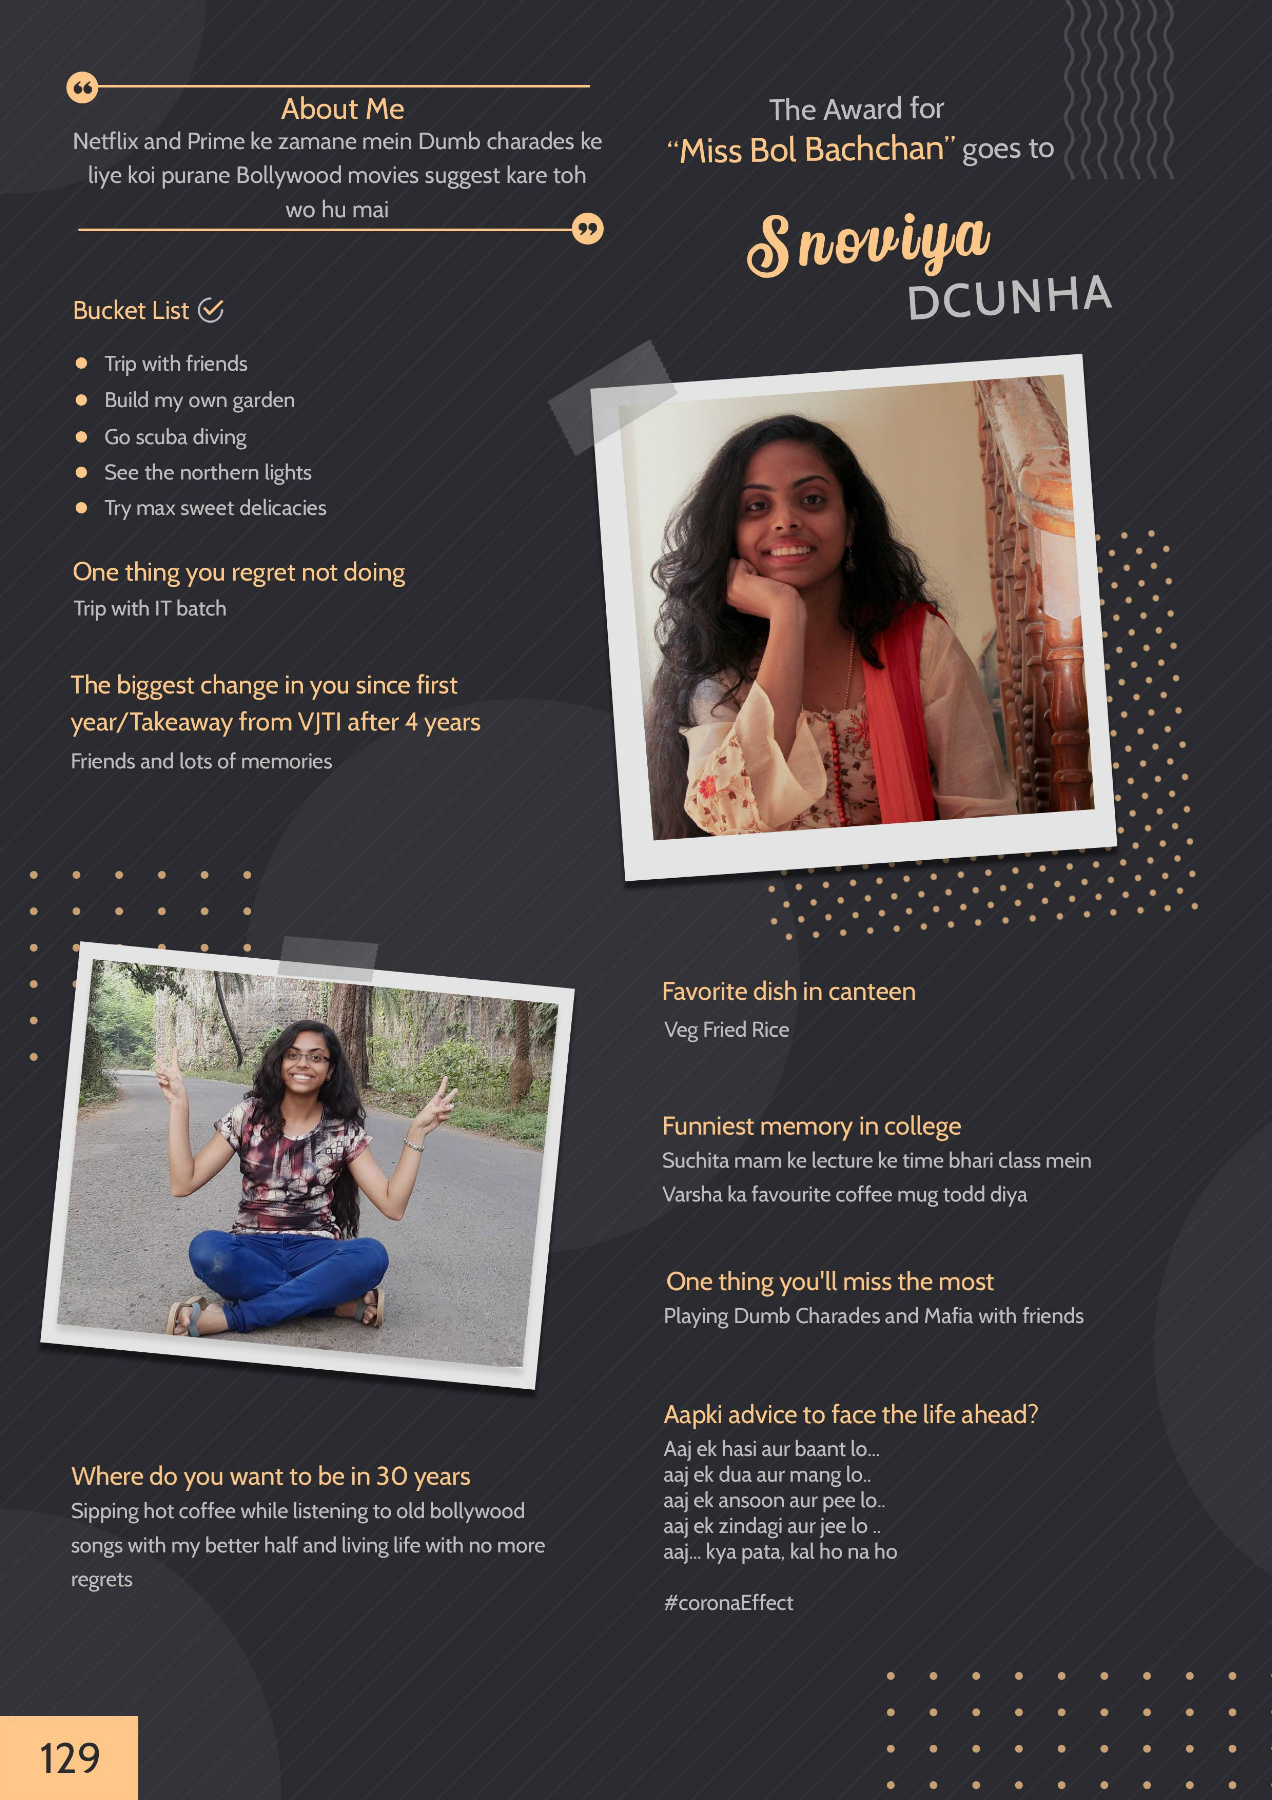 About Me
Netflix and Prime ke zamane mein Dumb charades ke
liye koi purane Bollywood movies suggest kare toh
wo hu mai
The Award for
“Miss Bol Bachchan” goes to
Snoviya
DCUNHA
Bucket List
Trip with friends
Build my own garden
Go scuba diving
See the northern lights
Try max sweet delicacies
One thing you regret not doing
Trip with IT batch
The biggest change in you since first
year/Takeaway from VJTI after 4 years
Friends and lots of memories
Where do you want to be in 30 years
Sipping hot coffee while listening to old bollywood
songs with my better half and living life with no more
regrets
Favorite dish in canteen
Veg Fried Rice
Funniest memory in college
Suchita mam ke lecture ke time bhari class mein
Varsha ka favourite coffee mug todd diya
One thing you'll miss the most
Playing Dumb Charades and Mafia with friends
Aapki advice to face the life ahead?
Aaj ek hasi aur baant lo...
aaj ek dua aur mang lo..
aaj ek ansoon aur pee lo..
aaj ek zindagi aur jee lo ..
aaj... kya pata, kal ho na ho
#coronaEffect
129